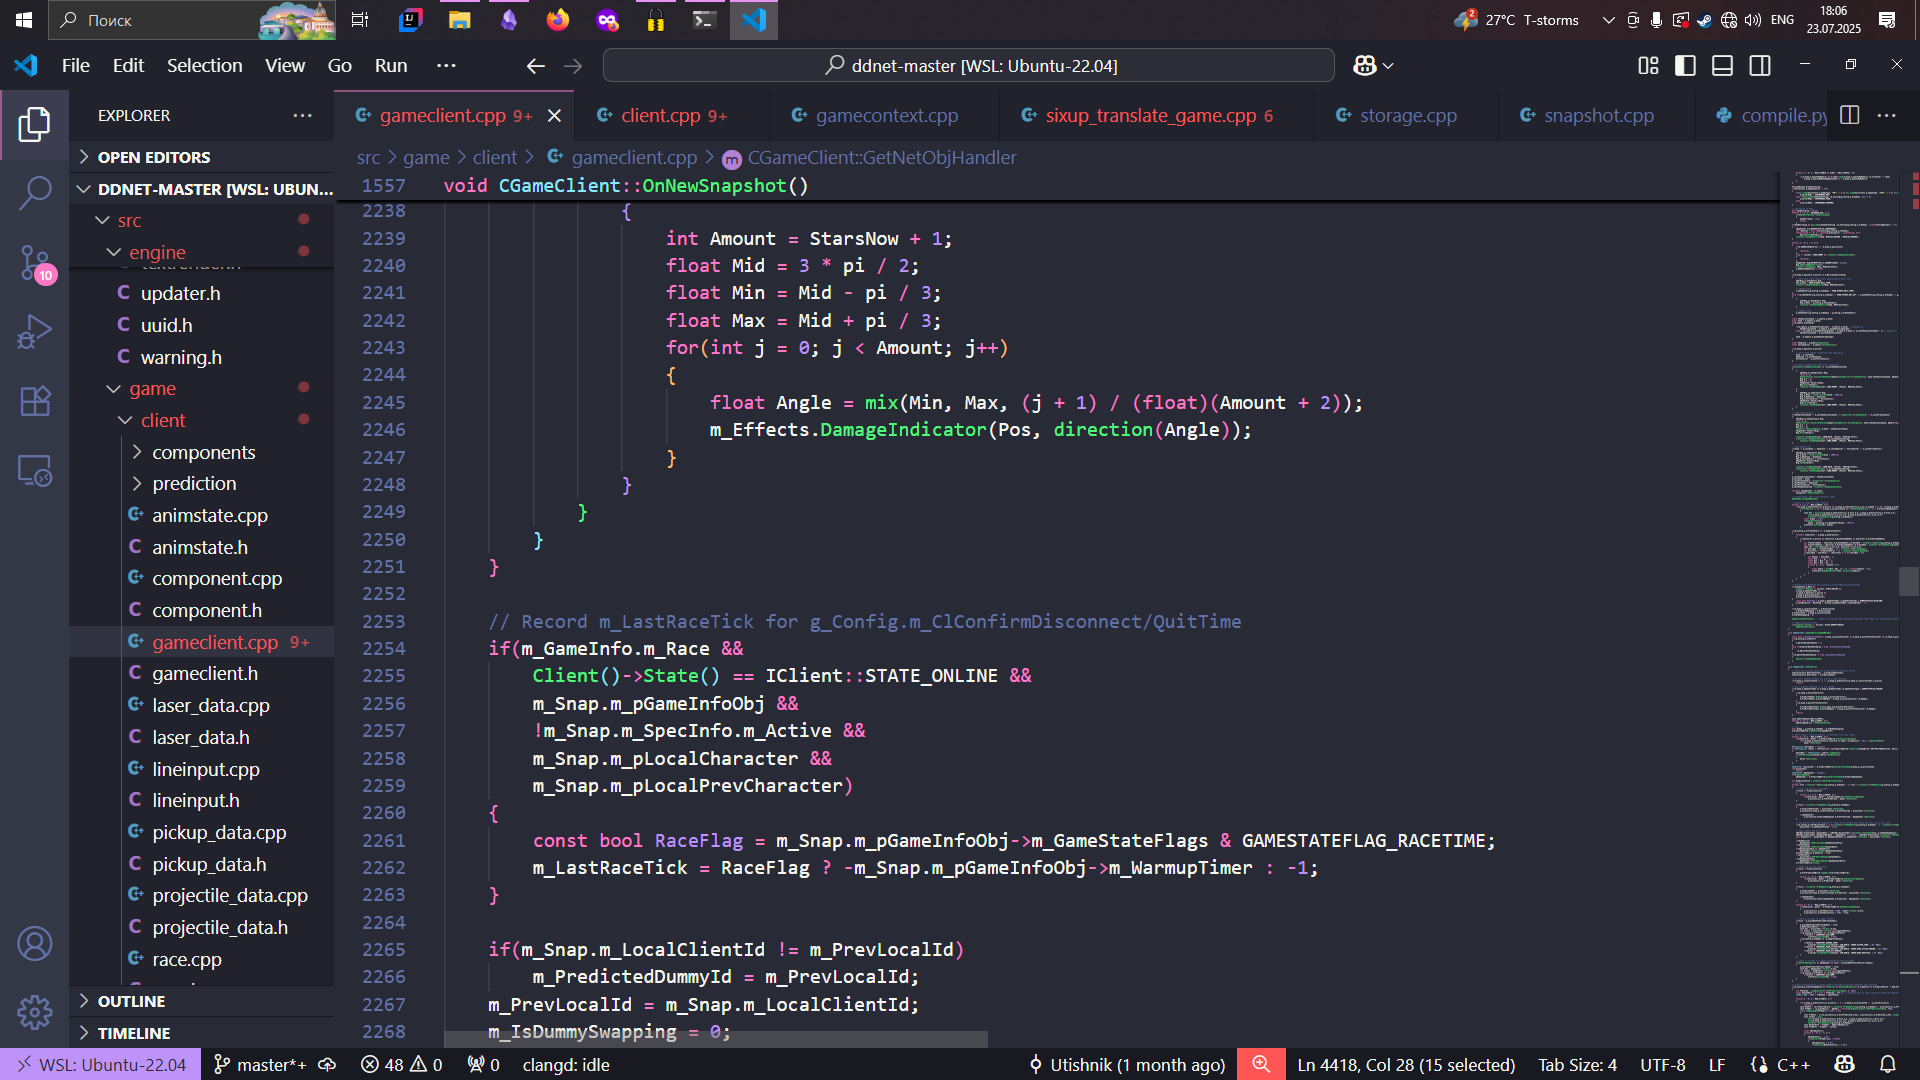 Поиск
27°C T-storms
ENG
18:06
23.07.2025
File Edit Selection View Go Run ···
ddnet-master [WSL: Ubuntu-22.04]
EXPLORER
gameclient.cpp 9+
client.cpp 9+
gamecontext.cpp
sixup_translate_game.cpp 6
storage.cpp
snapshot.cpp
compile.py
OPEN EDITORS
src > game > client > gameclient.cpp > CGameClient::GetNetObjHandler
DDNET-MASTER [WSL: UBUN...
src
engine
updater.h
uuid.h
warning.h
game
client
components
prediction
animstate.cpp
animstate.h
component.cpp
component.h
gameclient.cpp 9+
gameclient.h
laser_data.cpp
laser_data.h
lineinput.cpp
lineinput.h
pickup_data.cpp
pickup_data.h
projectile_data.cpp
projectile_data.h
race.cpp
OUTLINE
TIMELINE
10
1557 void CGameClient::OnNewSnapshot()
2238 {
2239 int Amount = StarsNow + 1;
2240 float Mid = 3 * pi / 2;
2241 float Min = Mid - pi / 3;
2242 float Max = Mid + pi / 3;
2243 for(int j = 0; j < Amount; j++)
2244 {
2245 float Angle = mix(Min, Max, (j + 1) / (float)(Amount + 2));
2246 m_Effects.DamageIndicator(Pos, direction(Angle));
2247 }
2248 }
2249 }
2250 }
2251 }
2252
2253 // Record m_LastRaceTick for g_Config.m_ClConfirmDisconnect/QuitTime
2254 if(m_GameInfo.m_Race &&
2255 Client()->State() == IClient::STATE_ONLINE &&
2256 m_Snap.m_pGameInfoObj &&
2257 !m_Snap.m_SpecInfo.m_Active &&
2258 m_Snap.m_pLocalCharacter &&
2259 m_Snap.m_pLocalPrevCharacter)
2260 {
2261 const bool RaceFlag = m_Snap.m_pGameInfoObj->m_GameStateFlags & GAMESTATEFLAG_RACETIME;
2262 m_LastRaceTick = RaceFlag ? -m_Snap.m_pGameInfoObj->m_WarmupTimer : -1;
2263 }
2264
2265 if(m_Snap.m_LocalClientId != m_PrevLocalId)
2266 m_PredictedDummyId = m_PrevLocalId;
2267 m_PrevLocalId = m_Snap.m_LocalClientId;
2268 m_IsDummySwapping = 0;
WSL: Ubuntu-22.04 master*+ 48 0 0 clangd: idle Utishnik (1 month ago) Ln 4418, Col 28 (15 selected) Tab Size: 4 UTF-8 LF C++